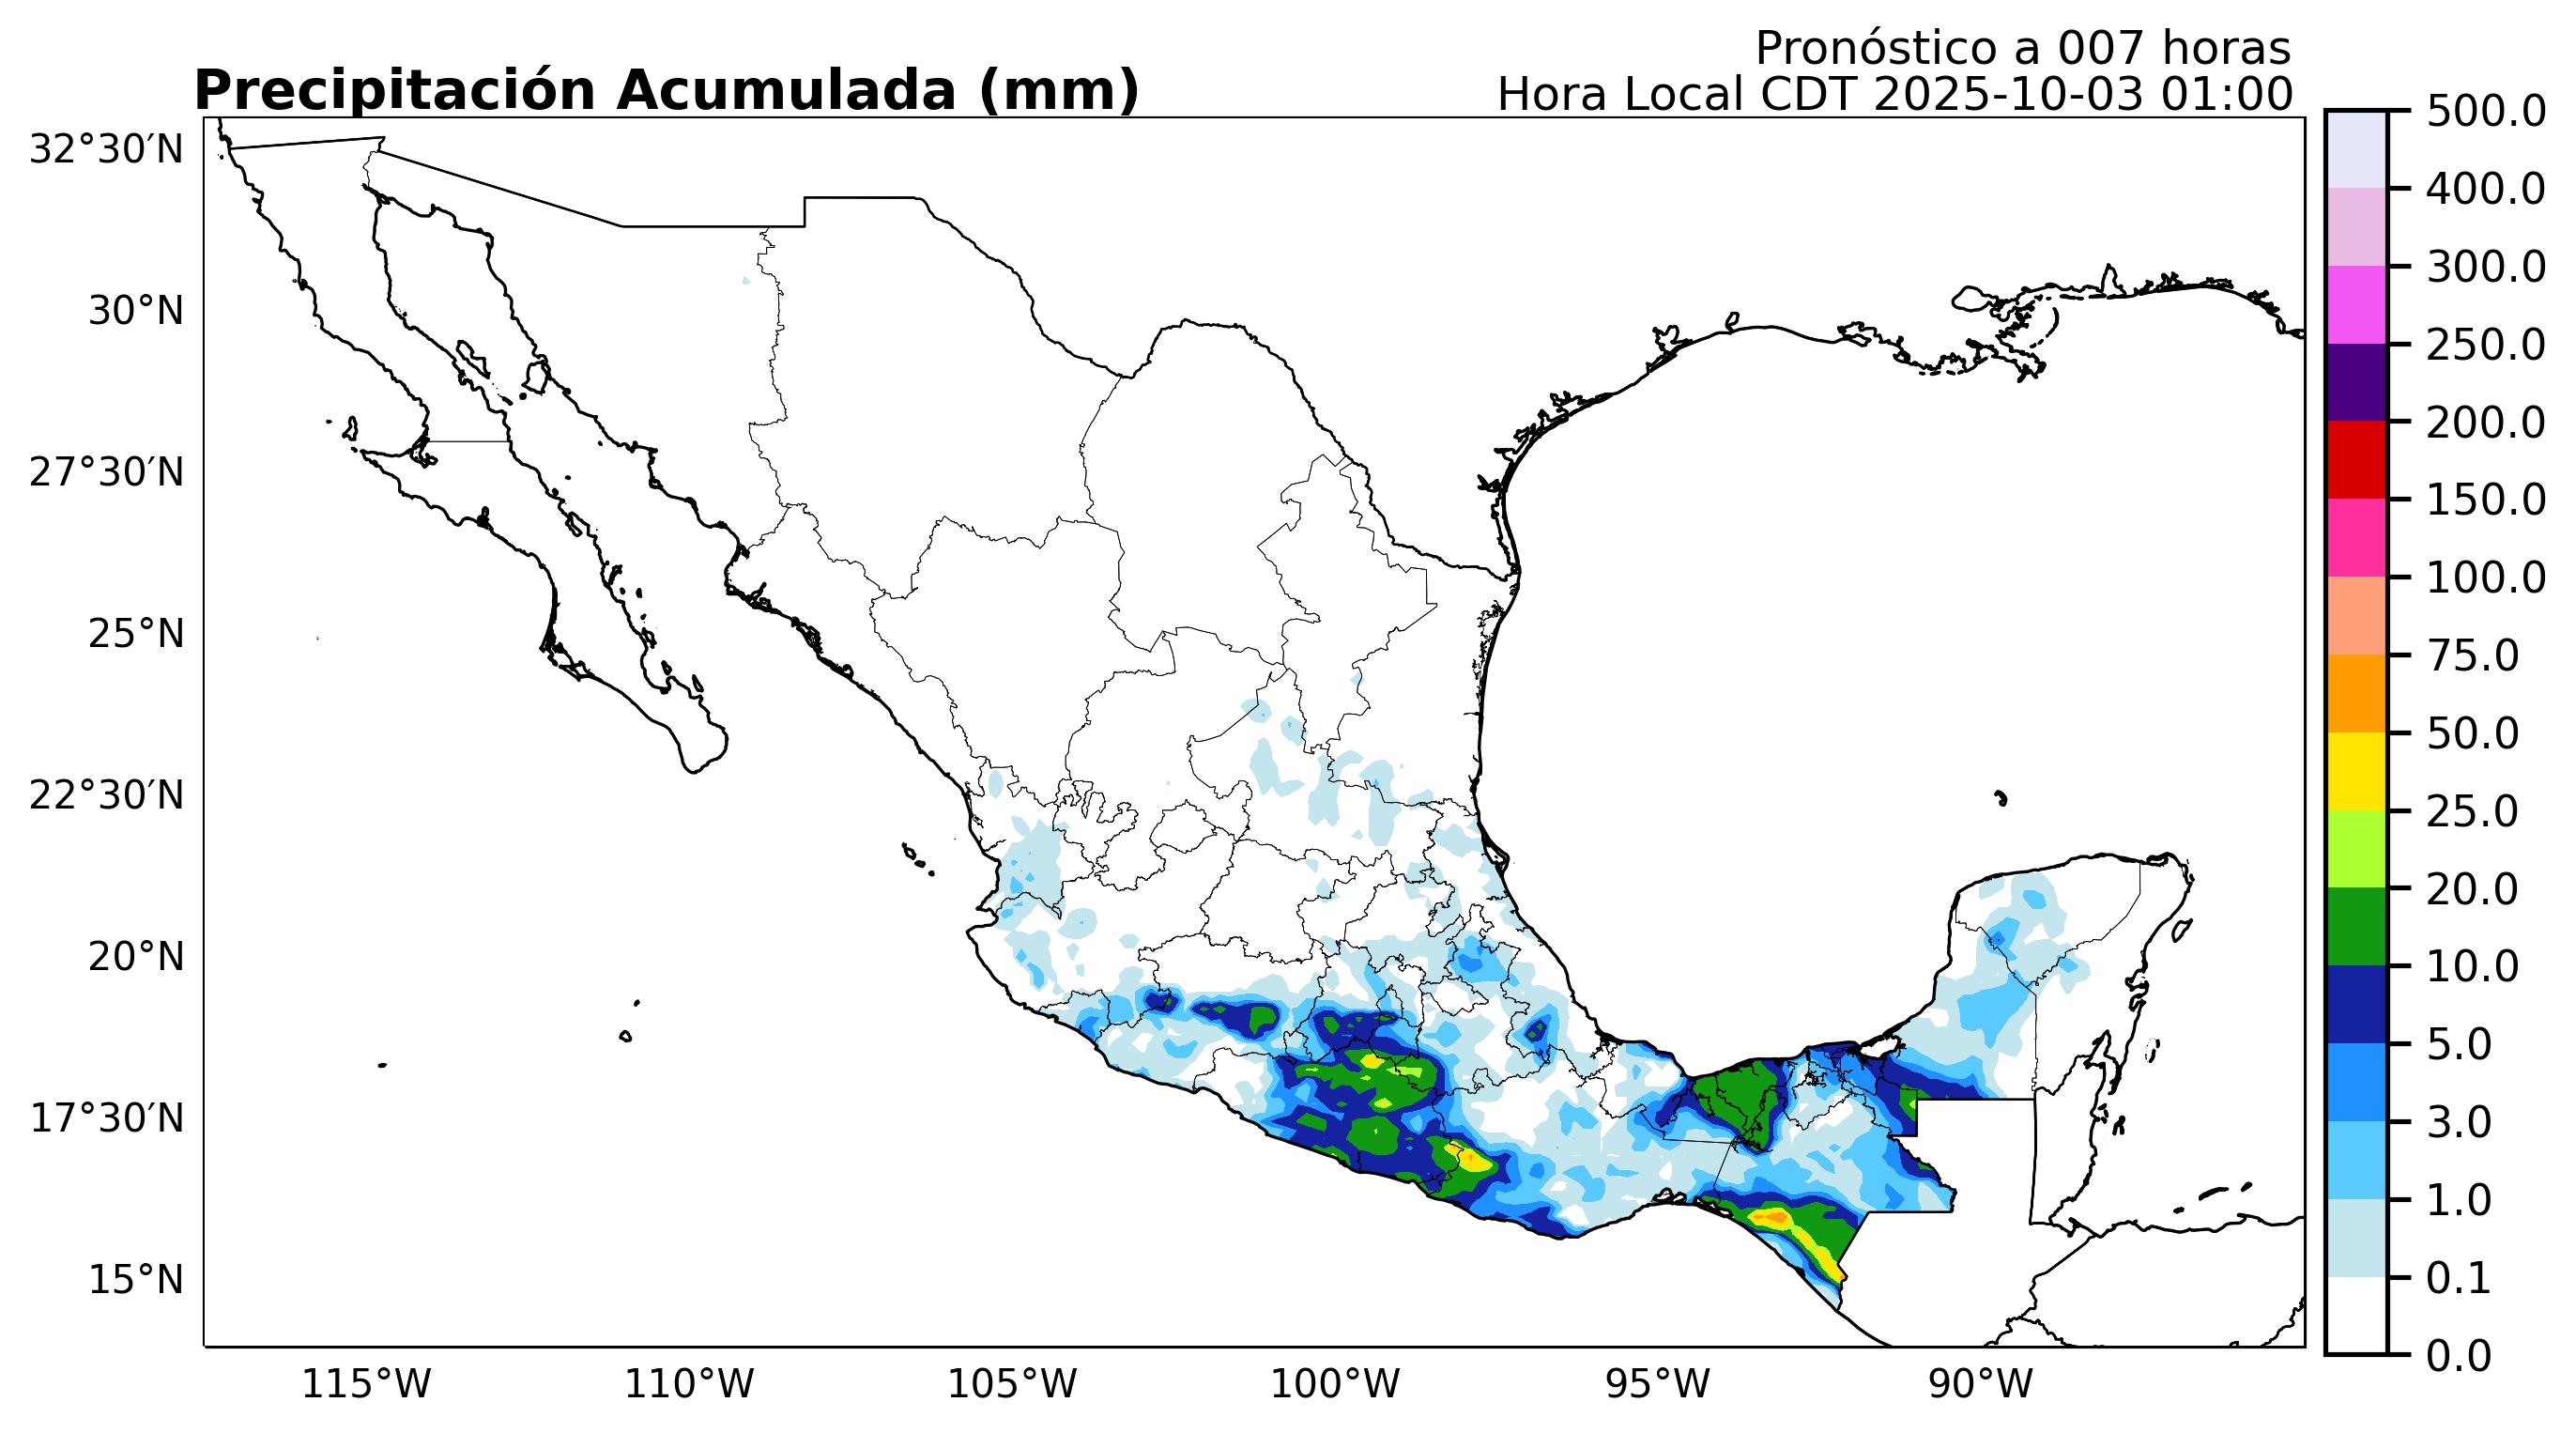 Pronóstico a 007 horas
Precipitación Acumulada (mm)
Hora Local CDT 2025-10-03 01:00
32°30′N
30°N
27°30′N
25°N
22°30′N
20°N
17°30′N
15°N
115°W
110°W
105°W
100°W
95°W
90°W
500.0
400.0
300.0
250.0
200.0
150.0
100.0
75.0
50.0
25.0
20.0
10.0
5.0
3.0
1.0
0.1
0.0